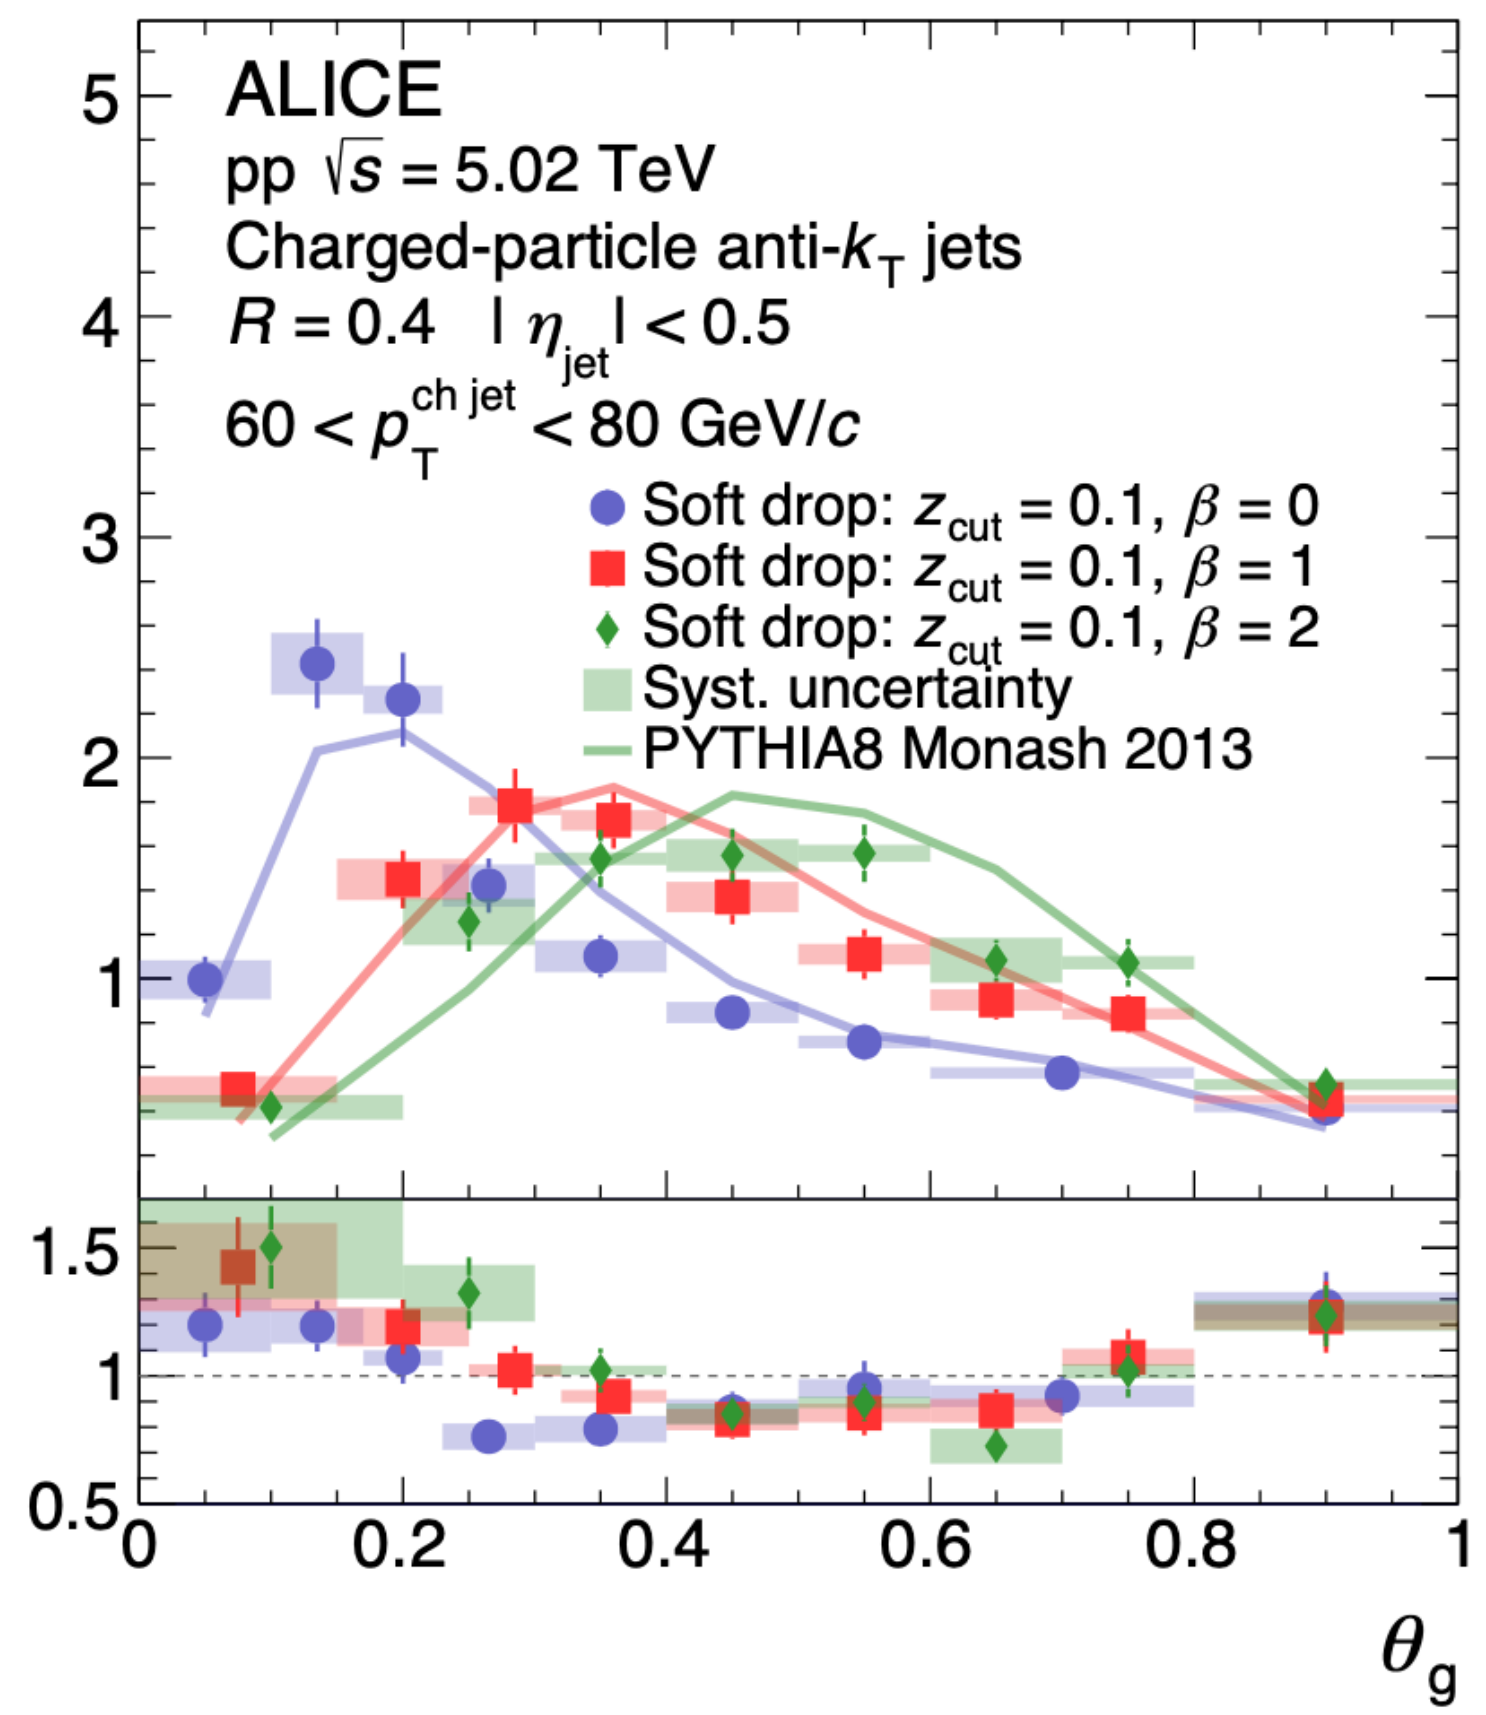 ALICE
pp √s = 5.02 TeV
Charged-particle anti-kT jets
R = 0.4 | ηjet | < 0.5
60 < pT ch jet < 80 GeV/c
Soft drop: zcut = 0.1, β = 0
Soft drop: zcut = 0.1, β = 1
Soft drop: zcut = 0.1, β = 2
Syst. uncertainty
PYTHIA8 Monash 2013
5
4
3
2
1
1.5
1
0.5
0 0.2 0.4 0.6 0.8 1
θg